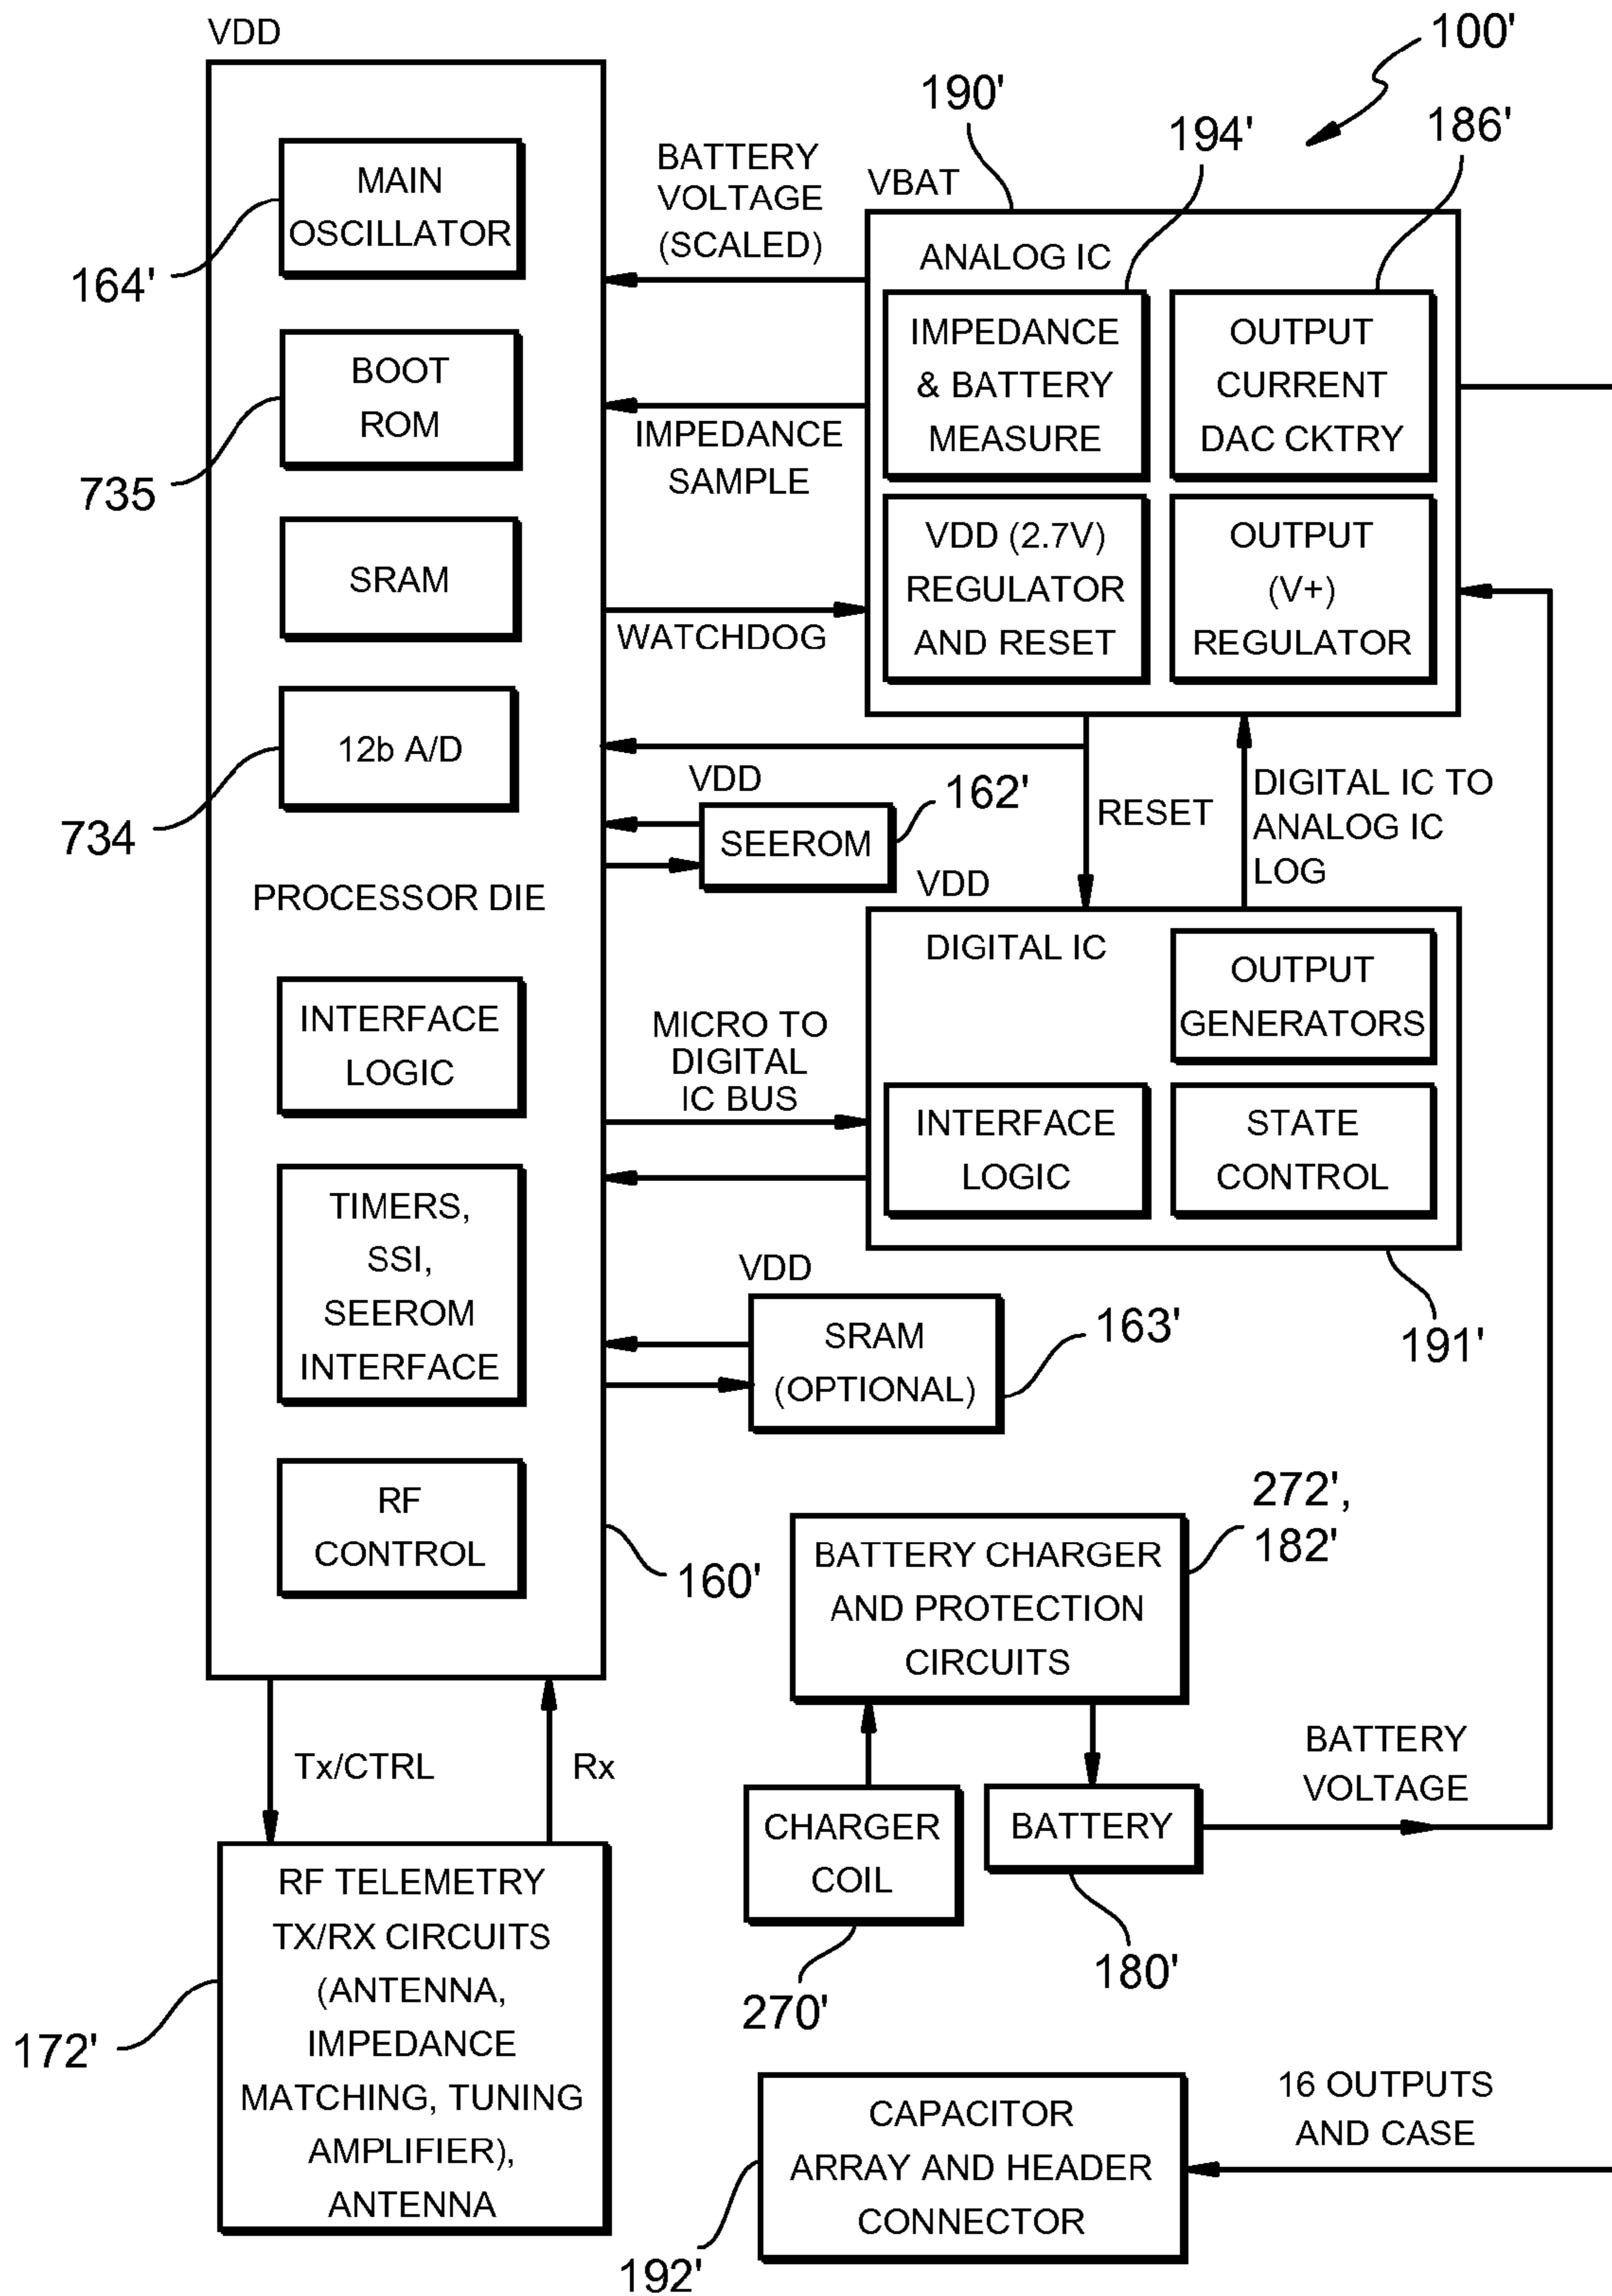 VDD
100'
190'
194'
186'
MAIN
OSCILLATOR
164'
BATTERY
VOLTAGE
(SCALED)
VBAT
ANALOG IC
IMPEDANCE
& BATTERY
MEASURE
OUTPUT
CURRENT
DAC CKTRY
BOOT
ROM
735
IMPEDANCE
SAMPLE
VDD (2.7V)
REGULATOR
AND RESET
OUTPUT
(V+)
REGULATOR
SRAM
WATCHDOG
12b A/D
734
VDD
SEEROM
162'
RESET
DIGITAL IC TO
ANALOG IC
LOG
PROCESSOR DIE
VDD
DIGITAL IC
OUTPUT
GENERATORS
INTERFACE
LOGIC
MICRO TO
DIGITAL
IC BUS
INTERFACE
LOGIC
STATE
CONTROL
191'
TIMERS,
SSI,
SEEROM
INTERFACE
VDD
SRAM
(OPTIONAL)
163'
RF
CONTROL
160'
272',
182'
BATTERY CHARGER
AND PROTECTION
CIRCUITS
Tx/CTRL
Rx
BATTERY
VOLTAGE
CHARGER
COIL
BATTERY
270'
180'
RF TELEMETRY
TX/RX CIRCUITS
(ANTENNA,
IMPEDANCE
MATCHING, TUNING
AMPLIFIER),
ANTENNA
172'
CAPACITOR
ARRAY AND HEADER
CONNECTOR
192'
16 OUTPUTS
AND CASE